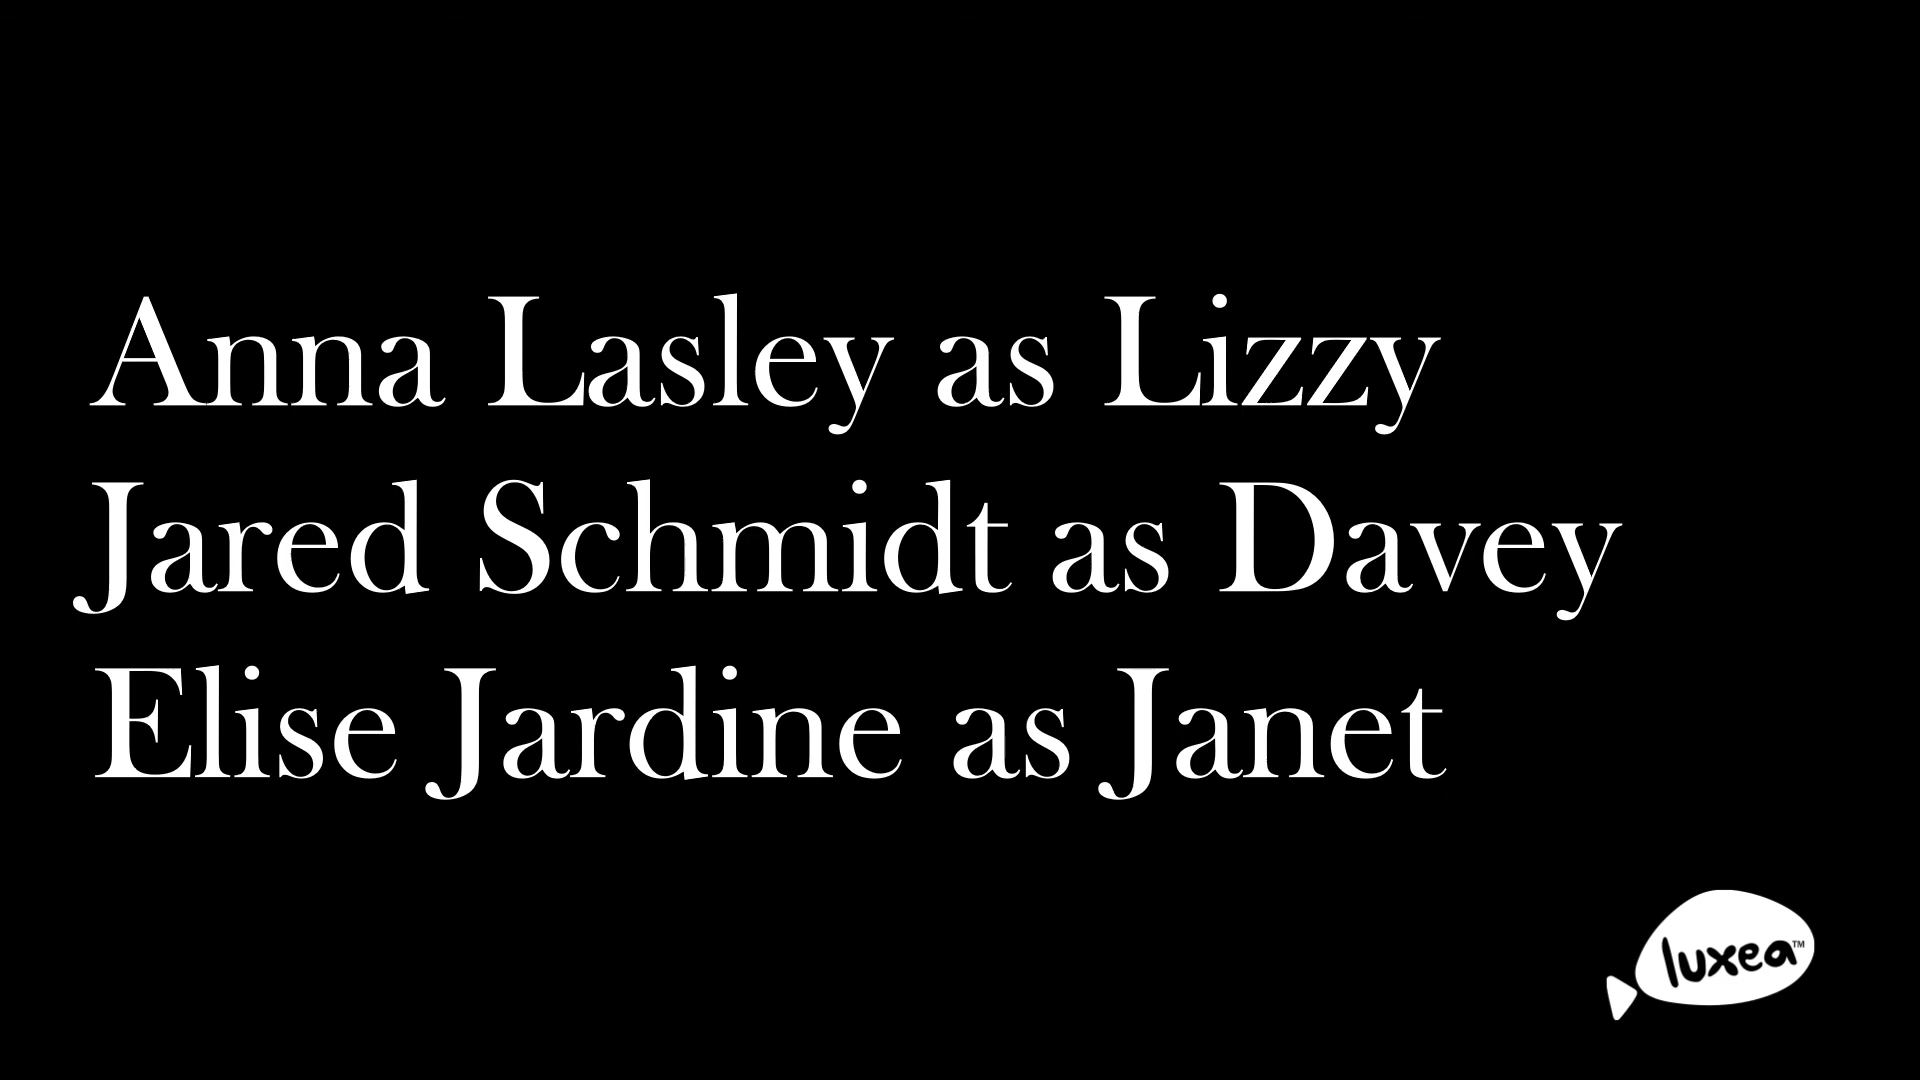 Anna Lasley as Lizzy
Jared Schmidt as Davey
Elise Jardine as Janet
luxea™